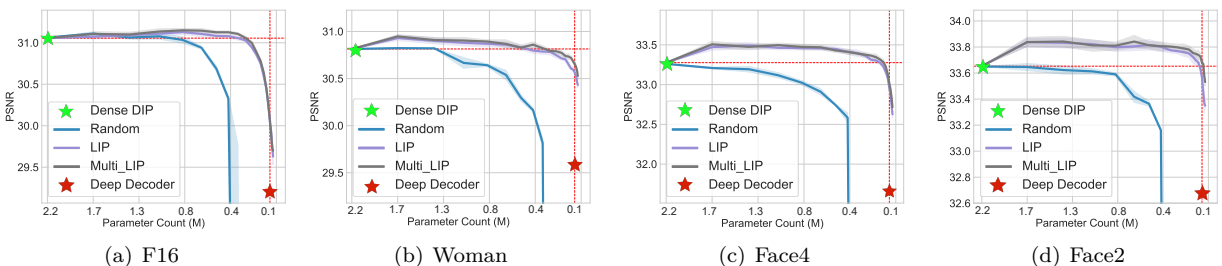 31.0
30.5
30.0
29.5
PSNR
Dense DIP
Random
LIP
Multi_LIP
Deep Decoder
2.2 1.7 1.3 0.8 0.4 0.1
Parameter Count (M)
(a) F16
31.0
30.5
30.0
29.5
PSNR
Dense DIP
Random
LIP
Multi_LIP
Deep Decoder
2.2 1.7 1.3 0.8 0.4 0.1
Parameter Count (M)
(b) Woman
33.5
33.0
32.5
32.0
PSNR
Dense DIP
Random
LIP
Multi_LIP
Deep Decoder
2.2 1.7 1.3 0.8 0.4 0.1
Parameter Count (M)
(c) Face4
34.0
33.8
33.6
33.4
33.2
33.0
32.8
32.6
PSNR
Dense DIP
Random
LIP
Multi_LIP
Deep Decoder
2.2 1.7 1.3 0.8 0.4 0.1
Parameter Count (M)
(d) Face2